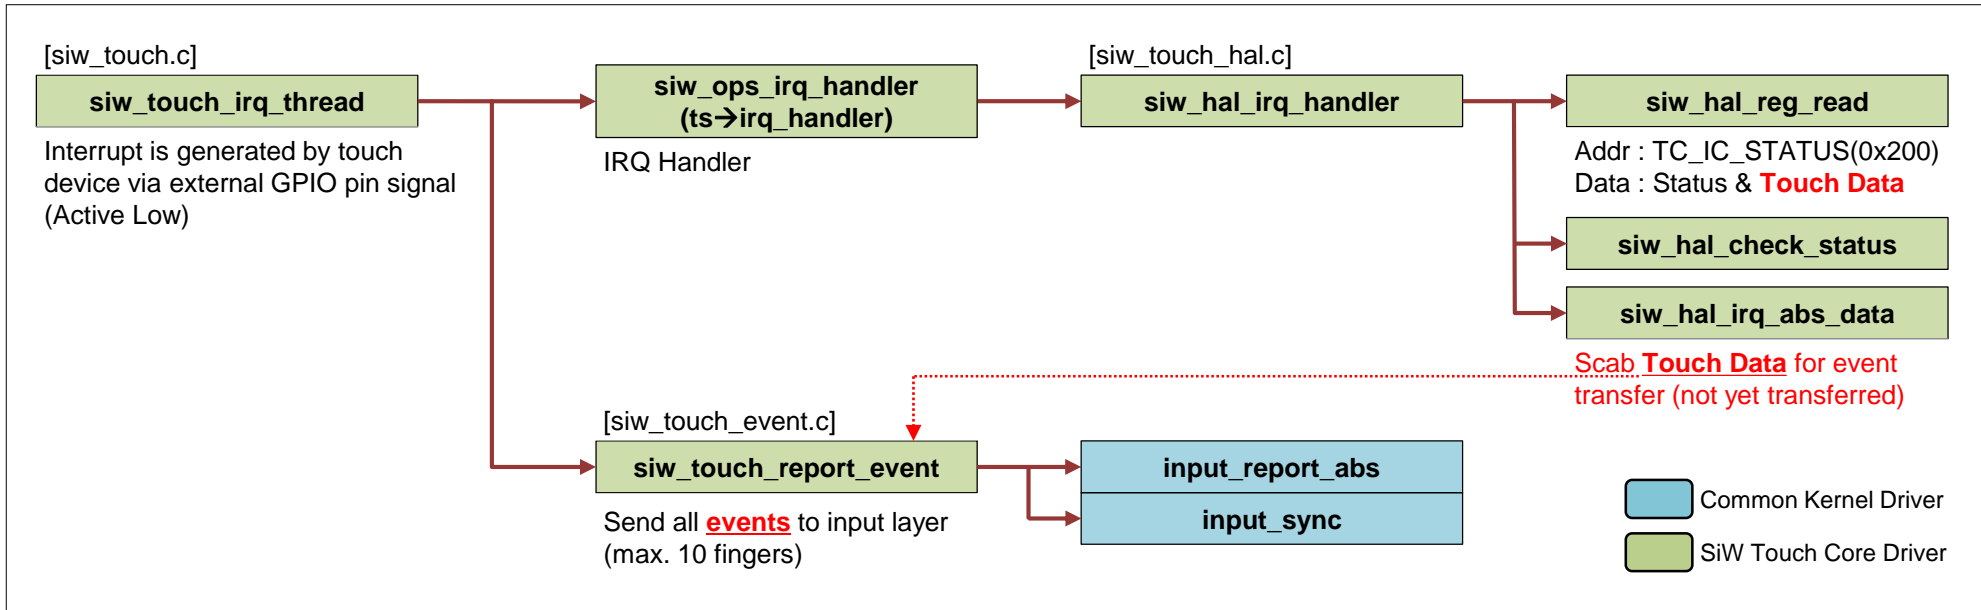 [siw_touch.c]
siw_touch_irq_thread
Interrupt is generated by touch
device via external GPIO pin signal
(Active Low)
siw_ops_irq_handler
(ts→irq_handler)
IRQ Handler
[siw_touch_hal.c]
siw_hal_irq_handler
siw_hal_reg_read
Addr : TC_IC_STATUS(0x200)
Data : Status & Touch Data
siw_hal_check_status
siw_hal_irq_abs_data
Scab Touch Data for event
transfer (not yet transferred)
[siw_touch_event.c]
siw_touch_report_event
Send all events to input layer
(max. 10 fingers)
input_report_abs
input_sync
Common Kernel Driver
SiW Touch Core Driver